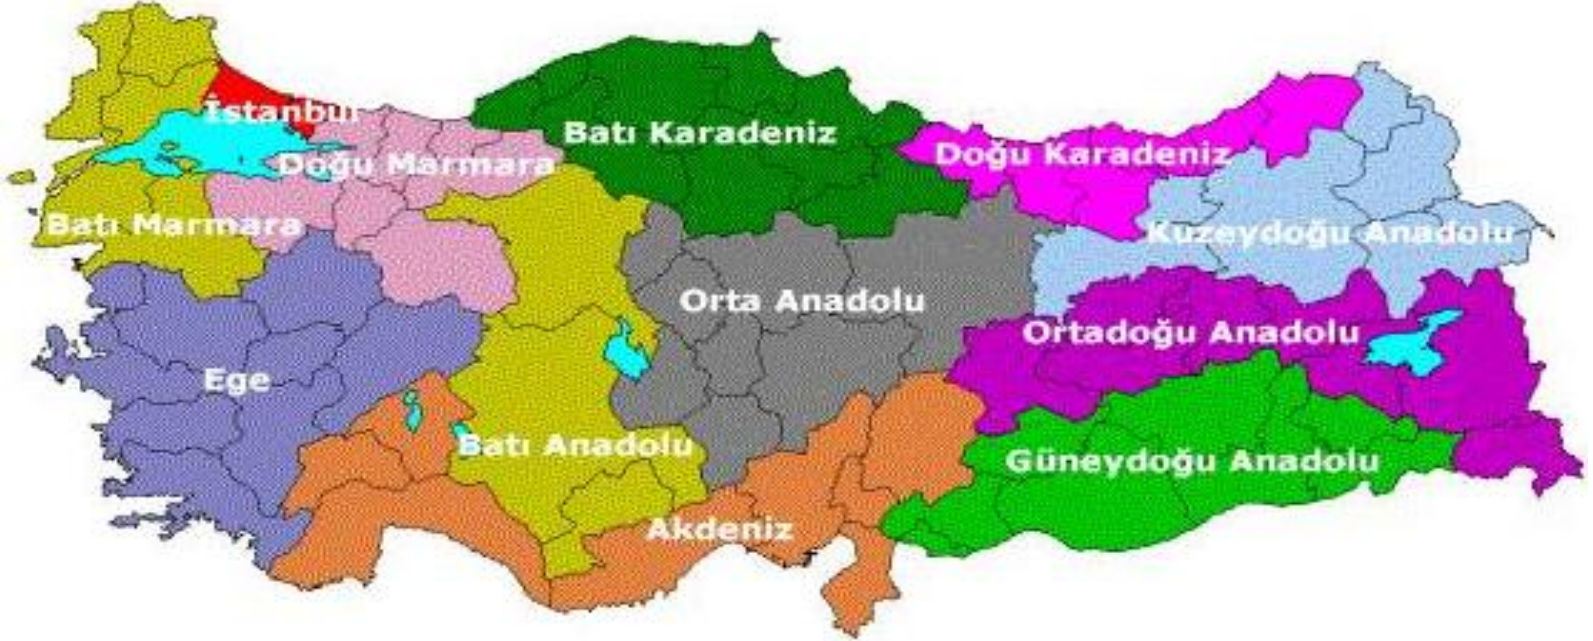 İstanbul
Batı Karadeniz
Doğu Marmara
Doğu Karadeniz
Batı Marmara
Kuzeydoğu Anadolu
Orta Anadolu
Ortadoğu Anadolu
Ege
Batı Anadolu
Güneydoğu Anadolu
Akdeniz